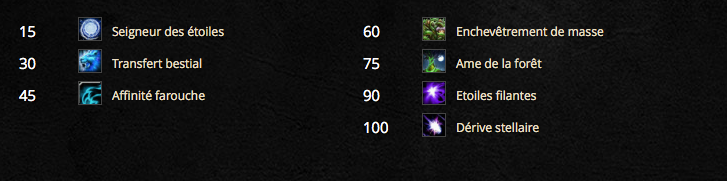 15 Seigneur des étoiles
30 Transfert bestial
45 Affinité farouche
60 Enchevêtrement de masse
75 Ame de la forêt
90 Etoiles filantes
100 Dérive stellaire